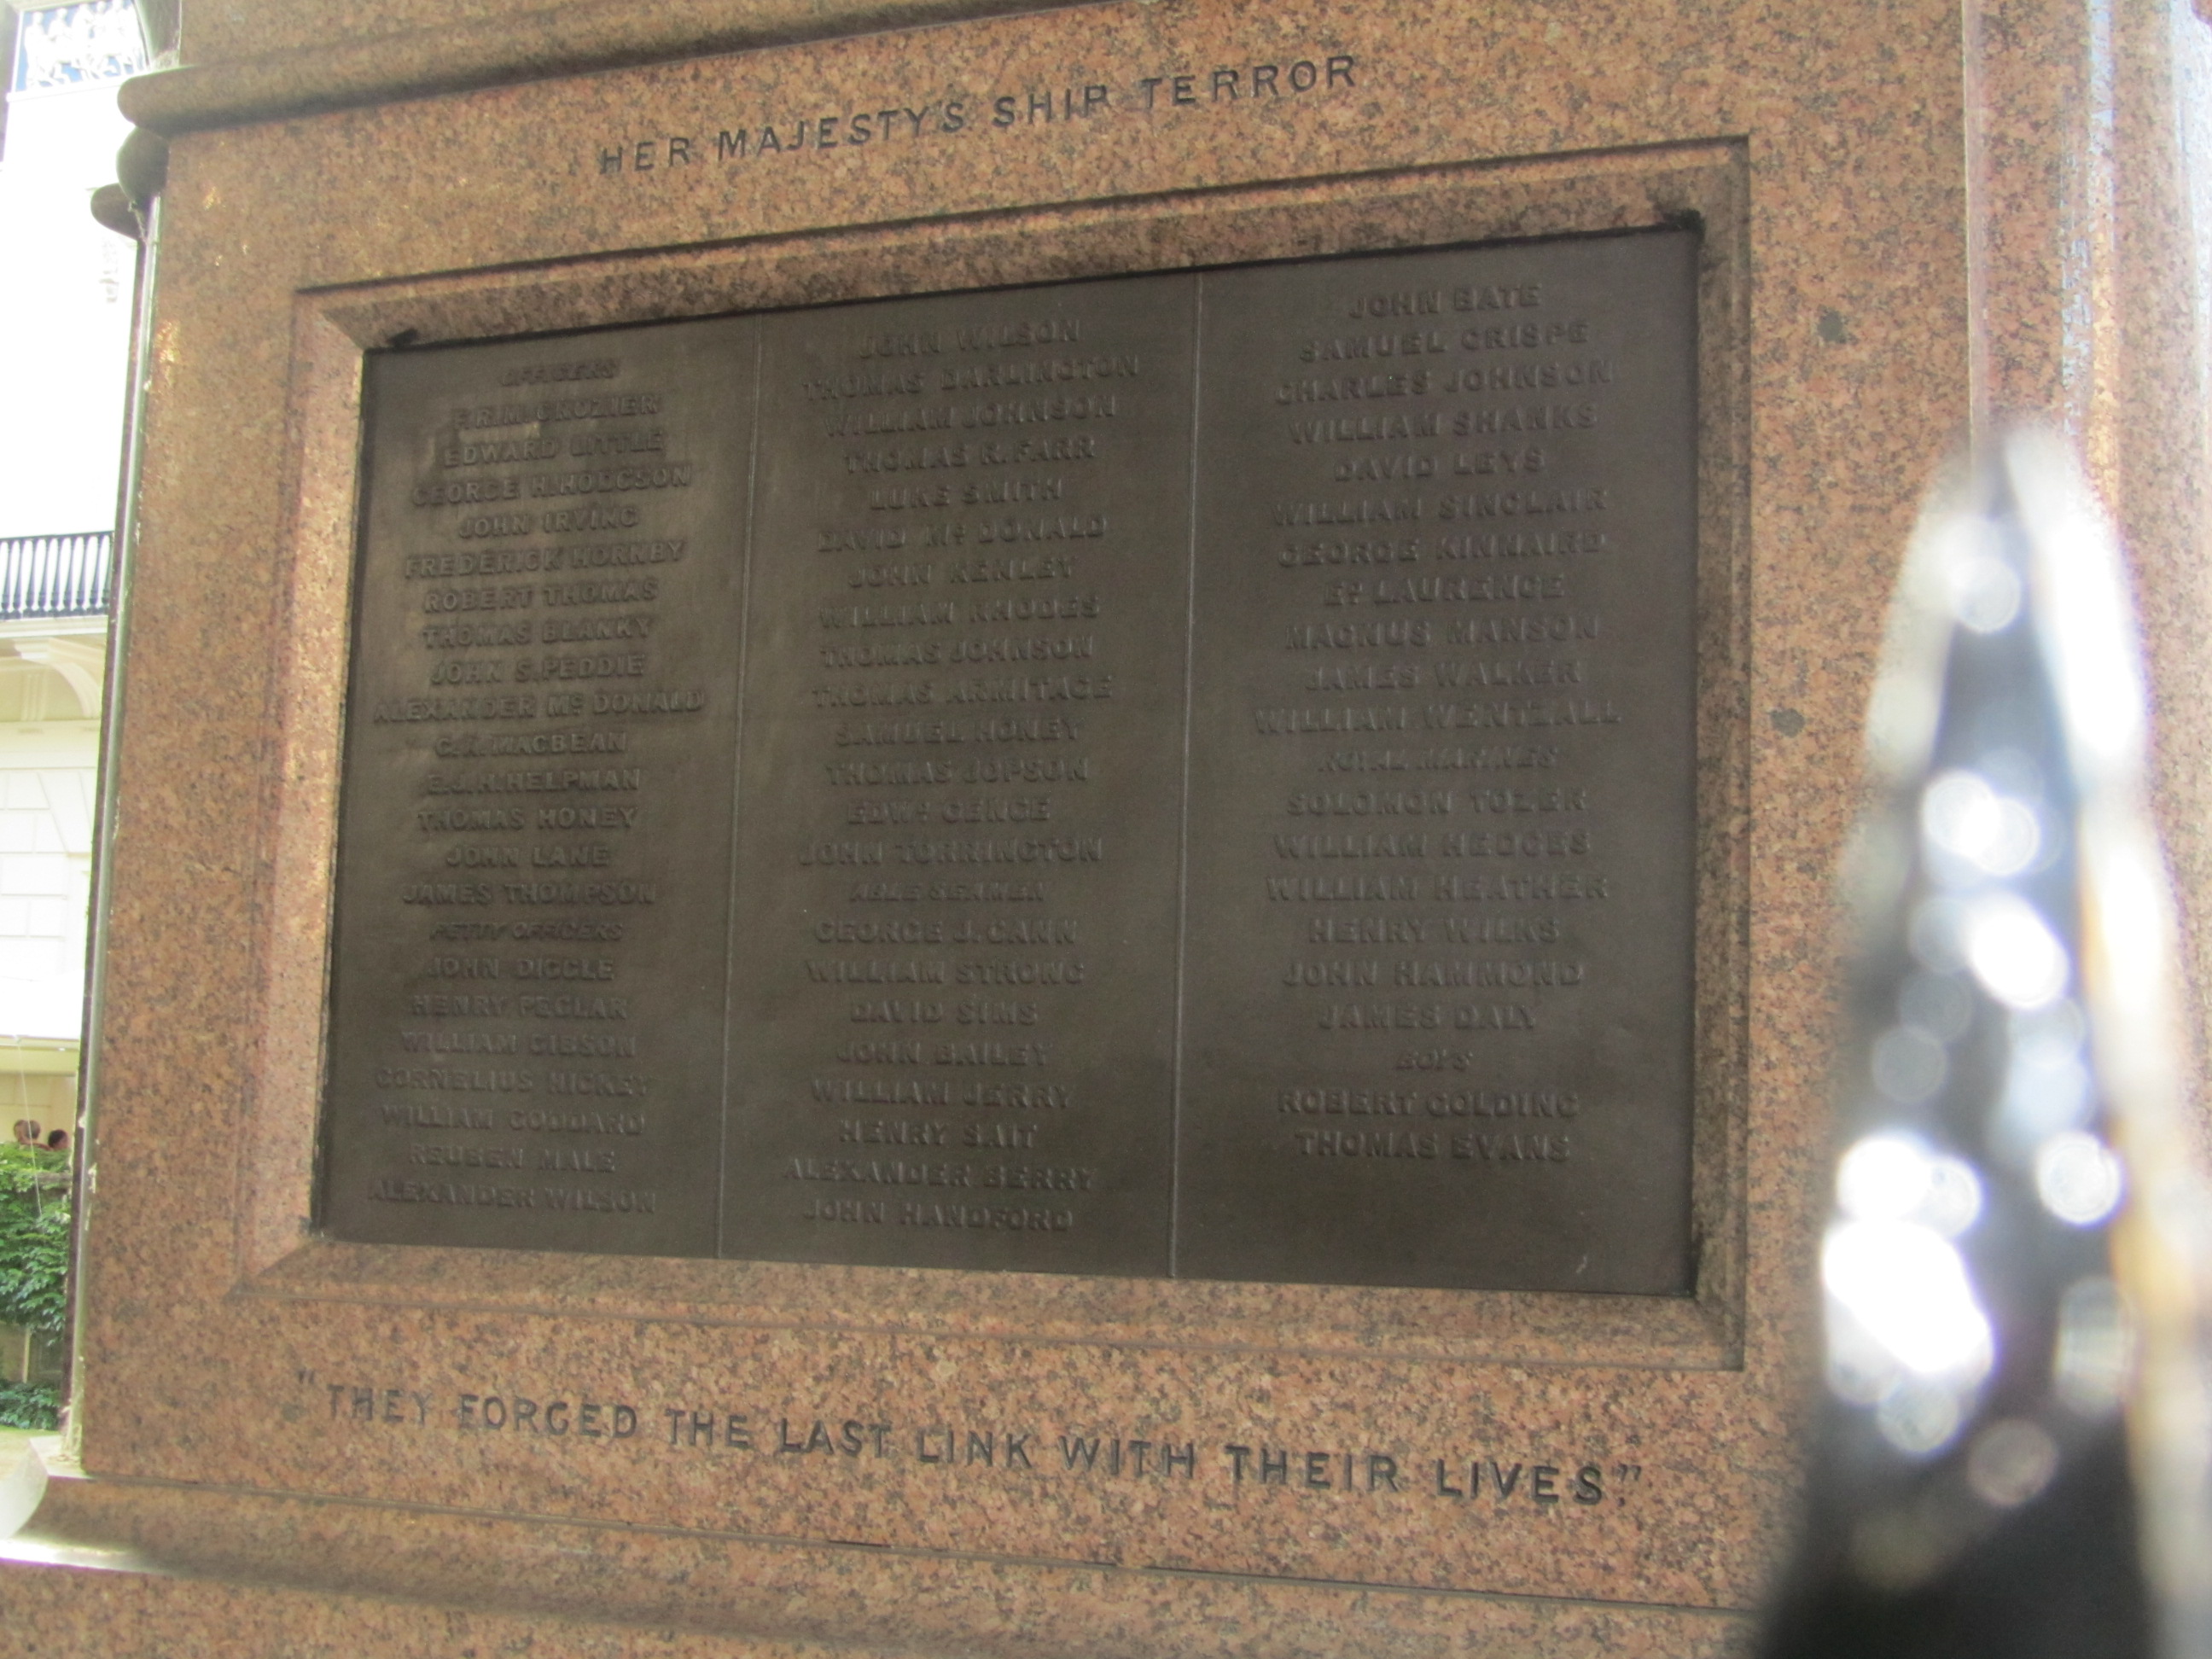 HER MAJESTY'S SHIP TERROR
OFFICERS
F.R.M. CROZIER
EDWARD LITTLE
GEORGE H. HODGSON
JOHN IRVING
FREDERICK HORNBY
ROBERT THOMAS
THOMAS BLANKY
JOHN S. PEDDIE
ALEXANDER Mc DONALD
G.A. MACBEAN
E.J.H. HELPMAN
THOMAS HONEY
JOHN LANE
JAMES THOMPSON
PETTY OFFICERS
JOHN DIGGLE
HENRY PEGLAR
WILLIAM GIBSON
CORNELIUS HICKEY
WILLIAM GODDARD
REUBEN MALE
ALEXANDER WILSON
JOHN WILSON
THOMAS DARLINGTON
WILLIAM JOHNSON
THOMAS R. FARR
LUKE SMITH
DAVID Mc DONALD
JOHN KENLEY
WILLIAM RHODES
THOMAS JOHNSON
THOMAS ARMITAGE
SAMUEL HONEY
THOMAS JOPSON
EDWd GENGE
JOHN TORRINGTON
ABLE SEAMEN
GEORGE J. CANN
WILLIAM STRONG
DAVID SIMS
JOHN BAILEY
WILLIAM JERRY
HENRY SAIT
ALEXANDER BERRY
JOHN HANDFORD
JOHN BATE
SAMUEL CRISPE
CHARLES JOHNSON
WILLIAM SHANKS
DAVID LEYS
WILLIAM SINCLAIR
GEORGE KINNAIRD
Ed LAURENCE
MAGNUS MANSON
JAMES WALKER
WILLIAM WENTZALL
ROYAL MARINES
SOLOMON TOZER
WILLIAM HEDGES
WILLIAM HEATHER
HENRY WILKS
JOHN HAMMOND
JAMES DALY
BOYS
ROBERT GOLDING
THOMAS EVANS
"THEY FORGED THE LAST LINK WITH THEIR LIVES"